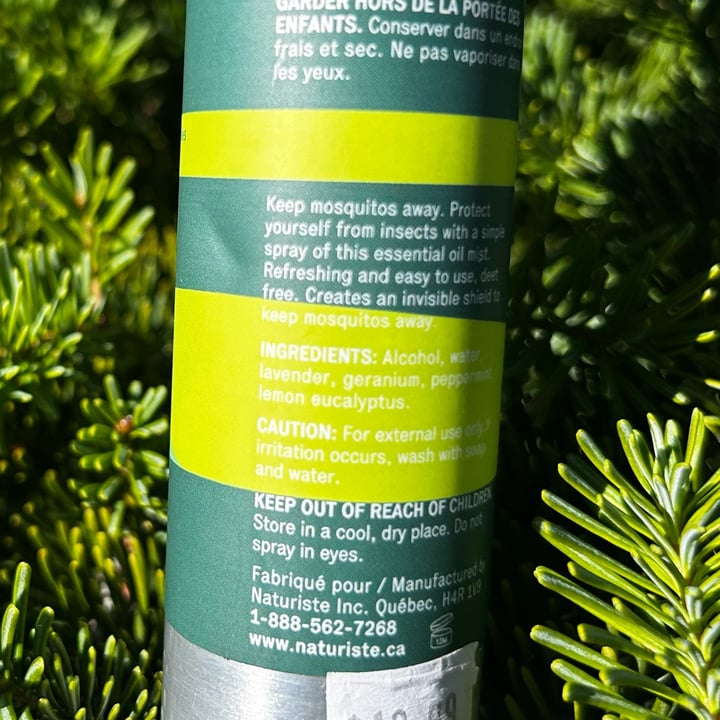 GARDER HORS DE LA PORTÉE DES
ENFANTS. Conserver dans un
frais et sec. Ne pas vaporiser dans
les yeux.
Keep mosquitos away. Protect
yourself from insects with a simple
spray of this essential oil mist.
Refreshing and easy to use, deet
free. Creates an invisible shield to
keep mosquitos away.
INGREDIENTS: Alcohol, water,
lavender, geranium, peppermint,
lemon eucalyptus.
CAUTION: For external use only. If
irritation occurs, wash with soap
and water.
KEEP OUT OF REACH OF CHILDREN.
Store in a cool, dry place. Do not
spray in eyes.
Fabriqué pour / Manufactured by
Naturiste Inc. Québec, H4R 1V9
1-888-562-7268
www.naturiste.ca
12M